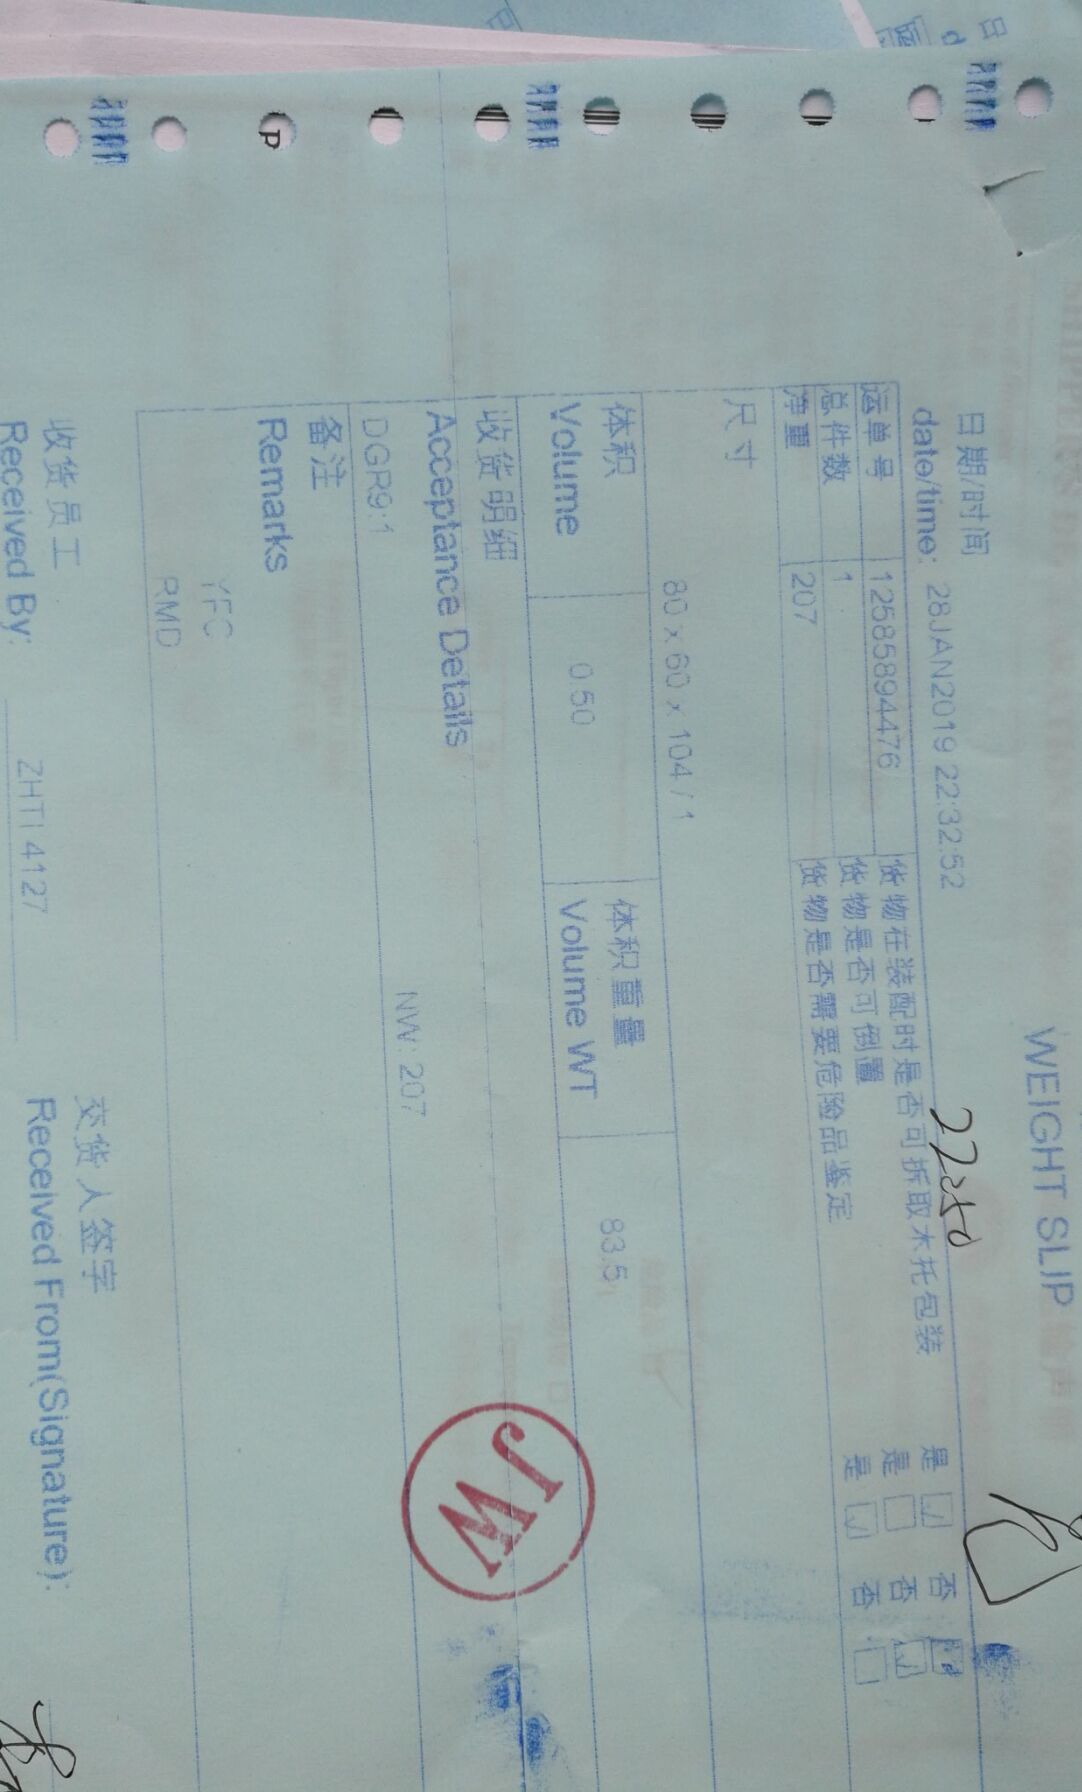 WEIGHT SLIP
日期/时间
date/time: 28JAN2019 22:32:52
2250
运单号 12585894476 货物在装配时是否可拆取木托包装 是 否
总件数 1 货物是否可倒置 是 否
净重 207 货物是否需要危险品鉴定 是 否
尺寸
80 x 60 x 104 / 1
体积 体积重量
Volume 0.50 Volume WT 83.5
收货明细
Acceptance Details
DGR9:1 NW: 207
备注
Remarks
YFC
RMD
JW
收货员工 交货人签字
Received By: ZHTI 4127 Received From(Signature):